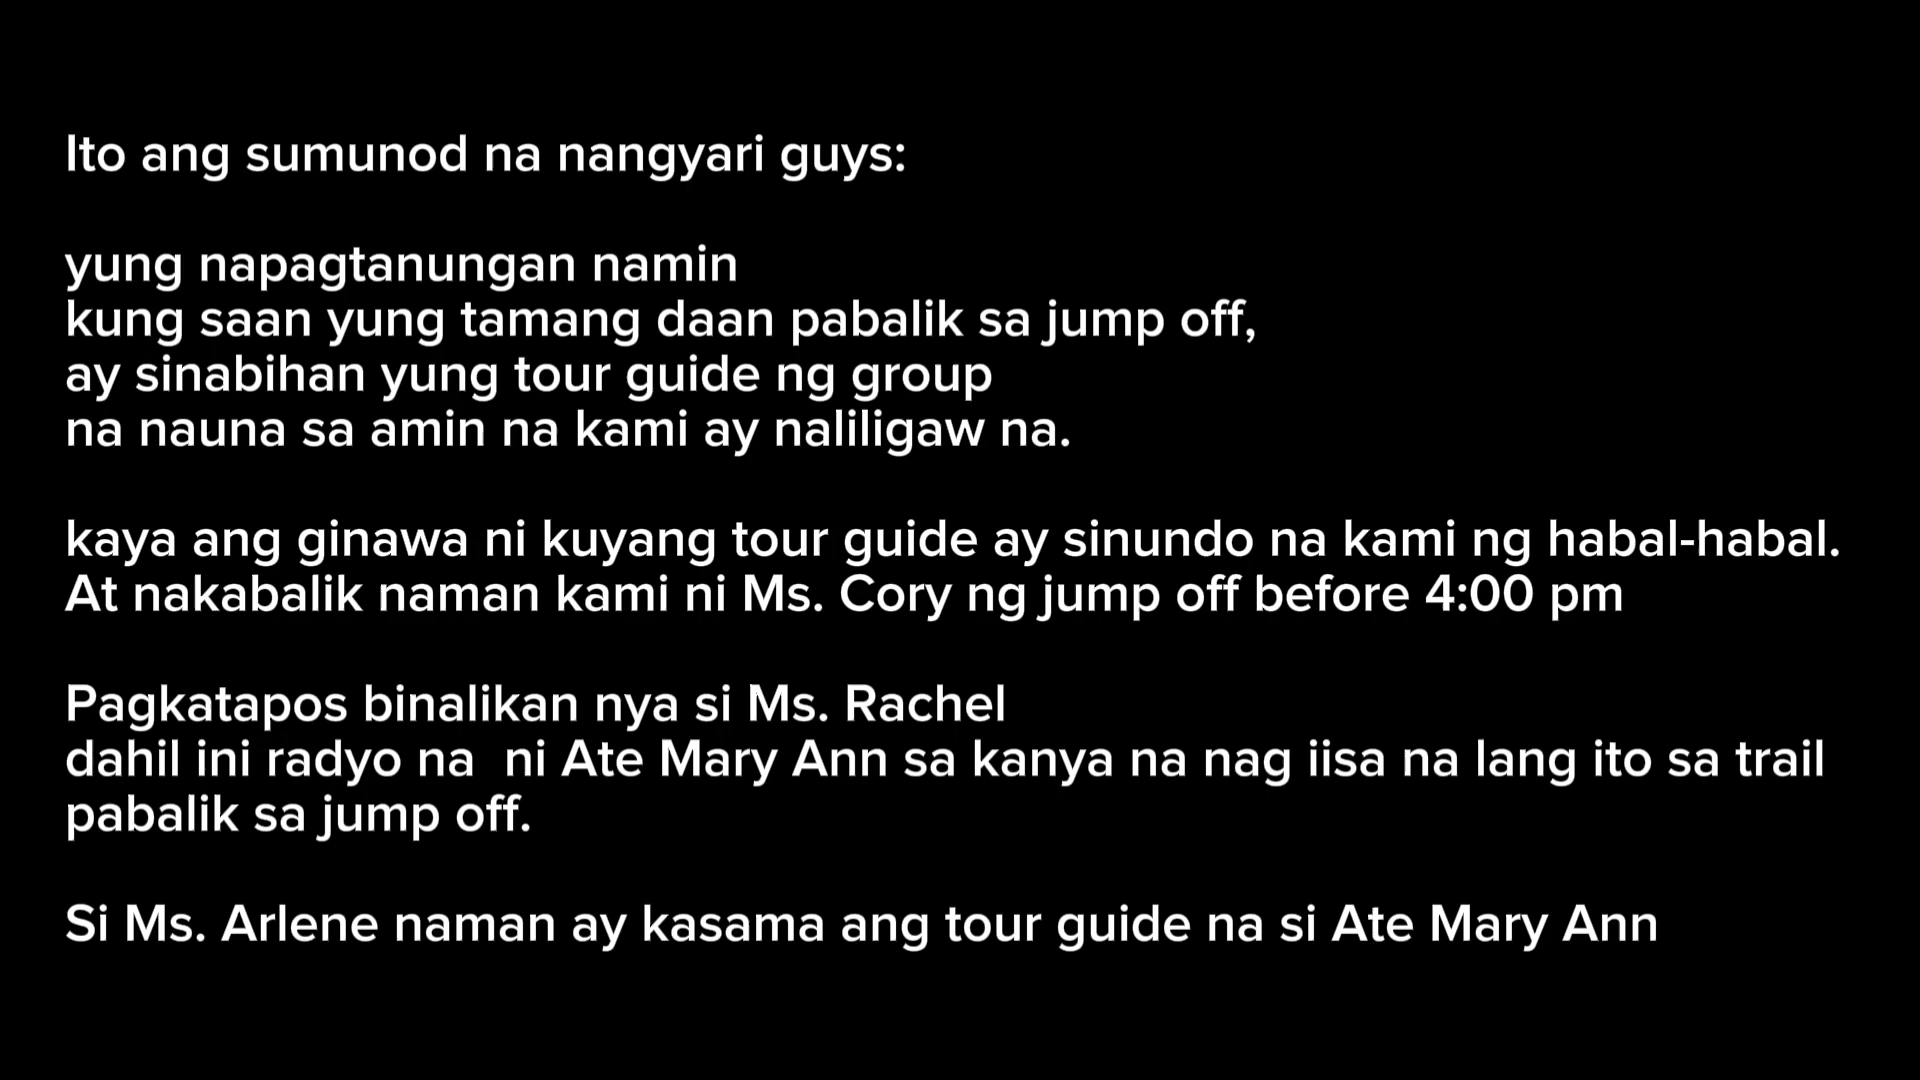 Ito ang sumunod na nangyari guys:
yung napagtanungan namin
kung saan yung tamang daan pabalik sa jump off,
ay sinabihan yung tour guide ng group
na nauna sa amin na kami ay naliligaw na.
kaya ang ginawa ni kuyang tour guide ay sinundo na kami ng habal-habal.
At nakabalik naman kami ni Ms. Cory ng jump off before 4:00 pm
Pagkatapos binalikan nya si Ms. Rachel
dahil ini radyo na  ni Ate Mary Ann sa kanya na nag iisa na lang ito sa trail
pabalik sa jump off.
Si Ms. Arlene naman ay kasama ang tour guide na si Ate Mary Ann